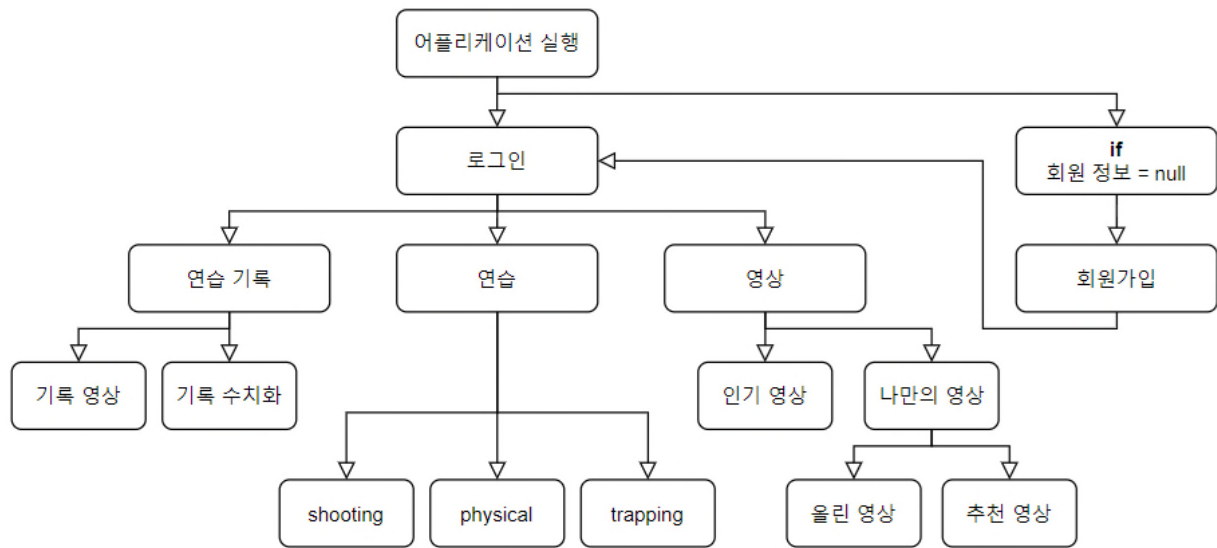 어플리케이션 실행
로그인
if
회원 정보 = null
연습 기록
연습
영상
회원가입
기록 영상
기록 수치화
인기 영상
나만의 영상
shooting
physical
trapping
올린 영상
추천 영상